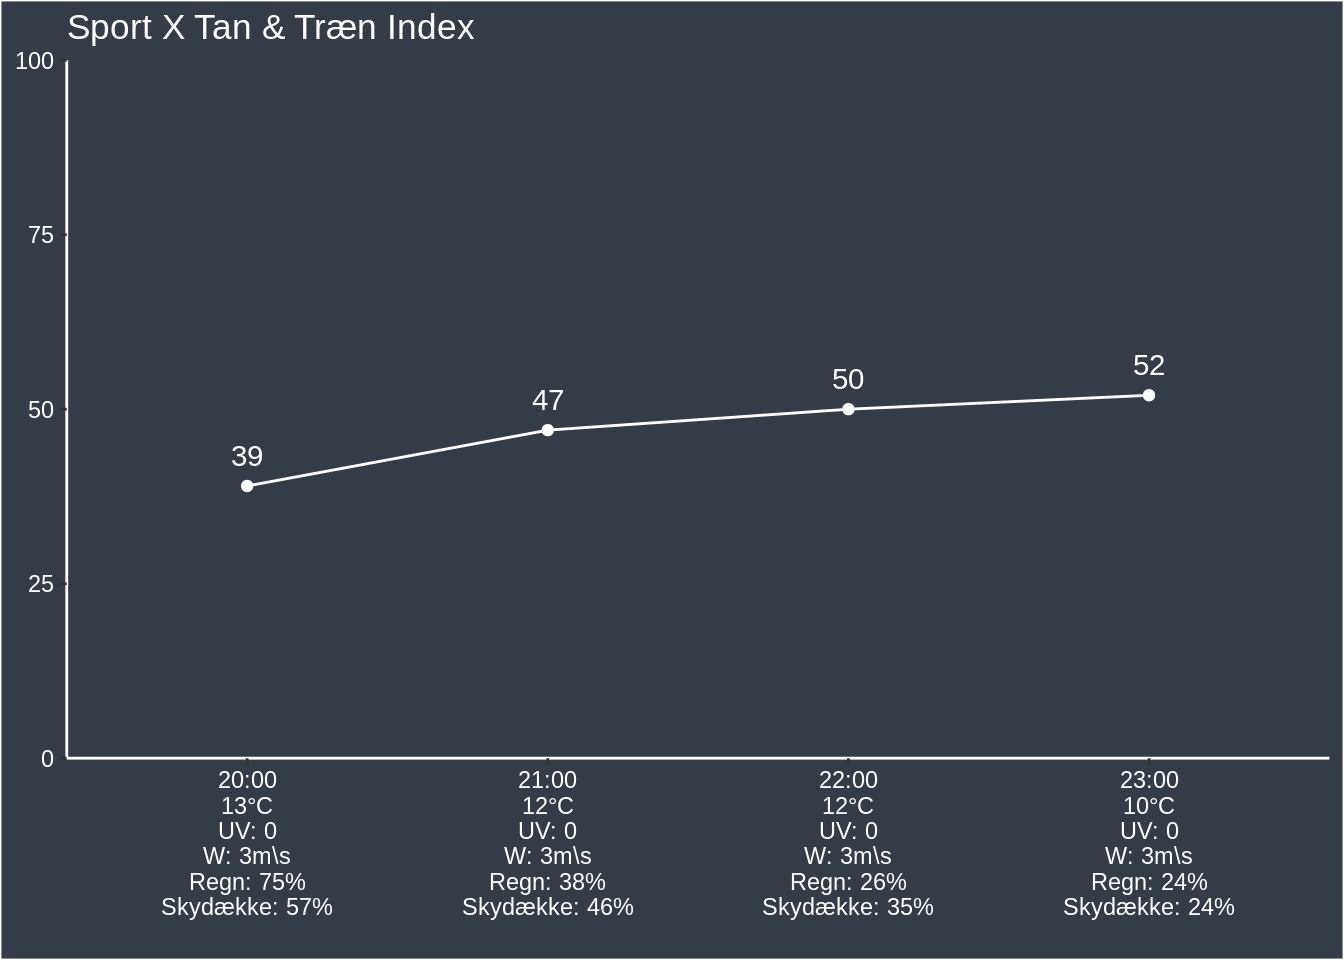 Sport X Tan & Træn Index
100
75
50
25
0
39
47
50
52
20:00
13°C
UV: 0
W: 3m\s
Regn: 75%
Skydække: 57%
21:00
12°C
UV: 0
W: 3m\s
Regn: 38%
Skydække: 46%
22:00
12°C
UV: 0
W: 3m\s
Regn: 26%
Skydække: 35%
23:00
10°C
UV: 0
W: 3m\s
Regn: 24%
Skydække: 24%